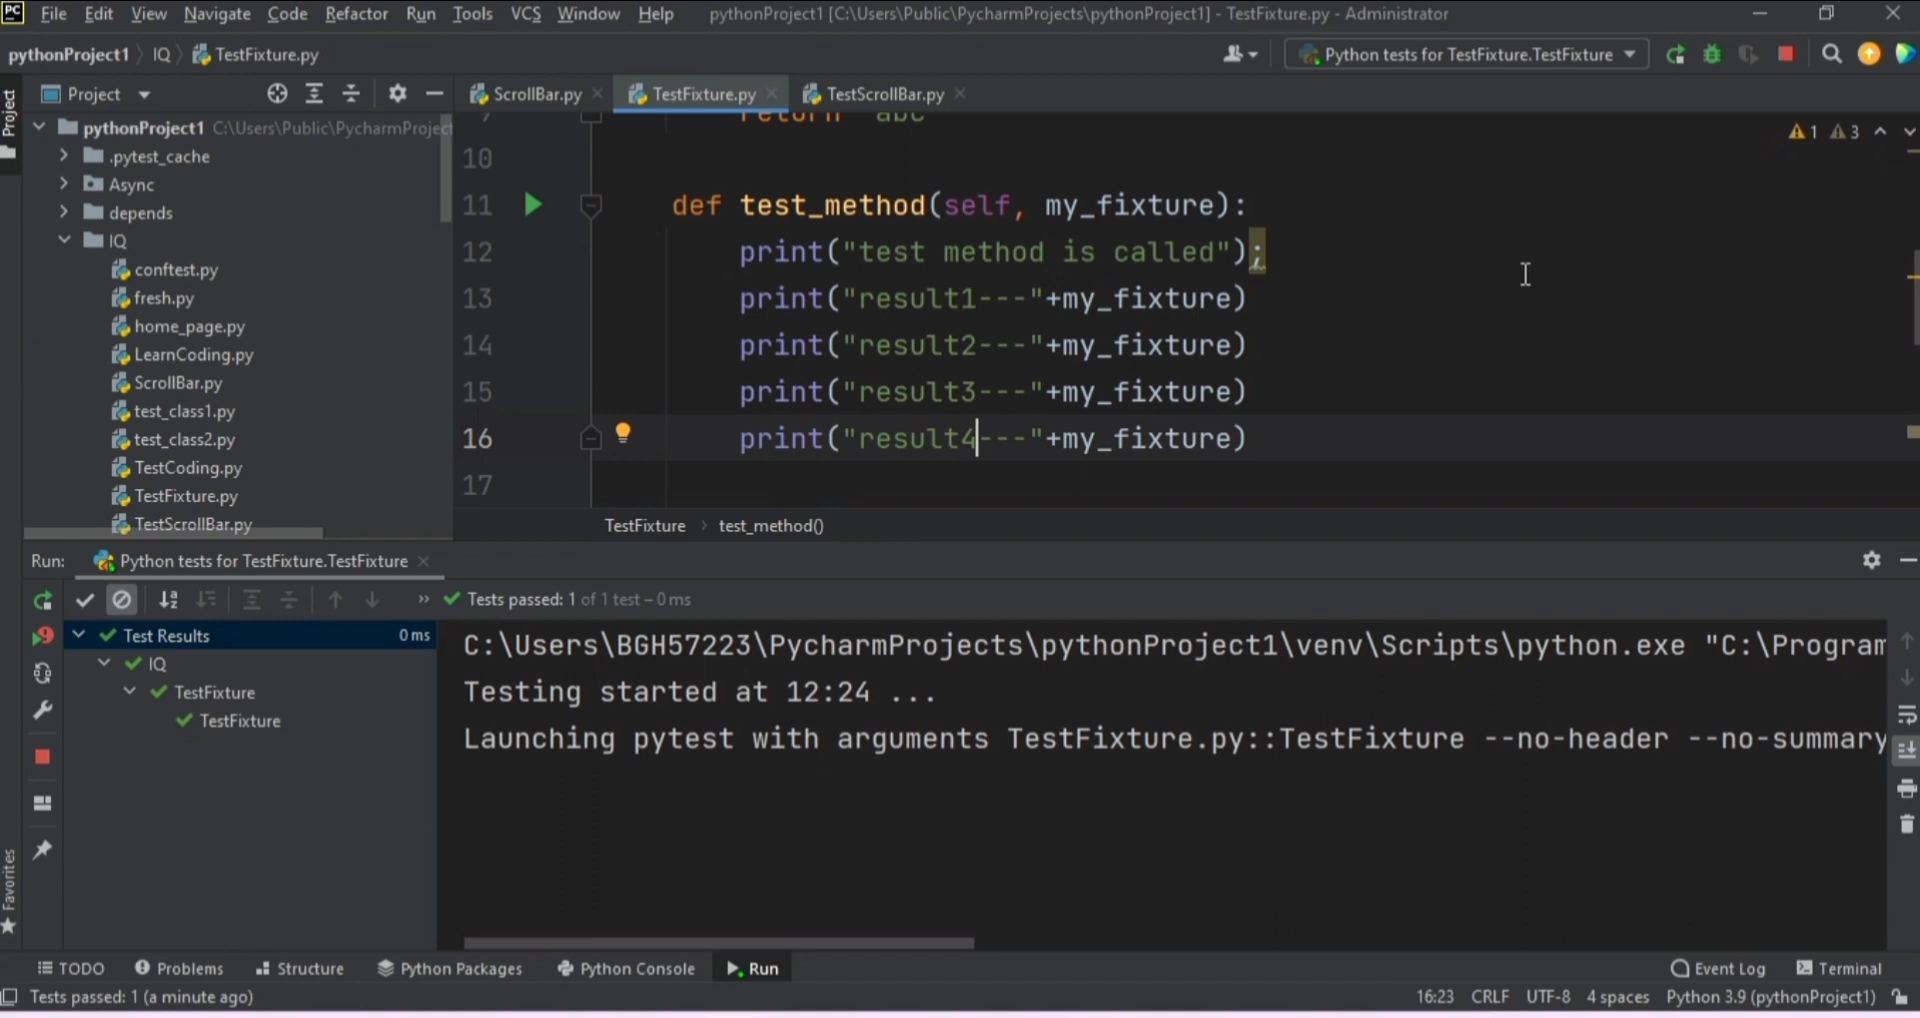 PC File Edit View Navigate Code Refactor Run Tools VCS Window Help pythonProject1 [C:\Users\Public\PycharmProjects\pythonProject1] - TestFixture.py - Administrator
pythonProject1 IQ TestFixture.py Python tests for TestFixture.TestFixture
Project
Project
ScrollBar.py TestFixture.py TestScrollBar.py
pythonProject1 C:\Users\Public\PycharmProject
.pytest_cache
Async
depends
IQ
conftest.py
fresh.py
home_page.py
LearnCoding.py
ScrollBar.py
test_class1.py
test_class2.py
TestCoding.py
TestFixture.py
TestScrollBar.py
return "abc"
1 3
10
11 def test_method(self, my_fixture):
12 print("test method is called");
13 print("result1---"+my_fixture)
14 print("result2---"+my_fixture)
15 print("result3---"+my_fixture)
16 print("result4---"+my_fixture)
17
TestFixture test_method()
Run: Python tests for TestFixture.TestFixture
» Tests passed: 1 of 1 test – 0 ms
Test Results 0 ms
IQ
TestFixture
TestFixture
C:\Users\BGH57223\PycharmProjects\pythonProject1\venv\Scripts\python.exe "C:\Program
Testing started at 12:24 ...
Launching pytest with arguments TestFixture.py::TestFixture --no-header --no-summary
Favorites
TODO Problems Structure Python Packages Python Console Run Event Log Terminal
Tests passed: 1 (a minute ago) 16:23 CRLF UTF-8 4 spaces Python 3.9 (pythonProject1)